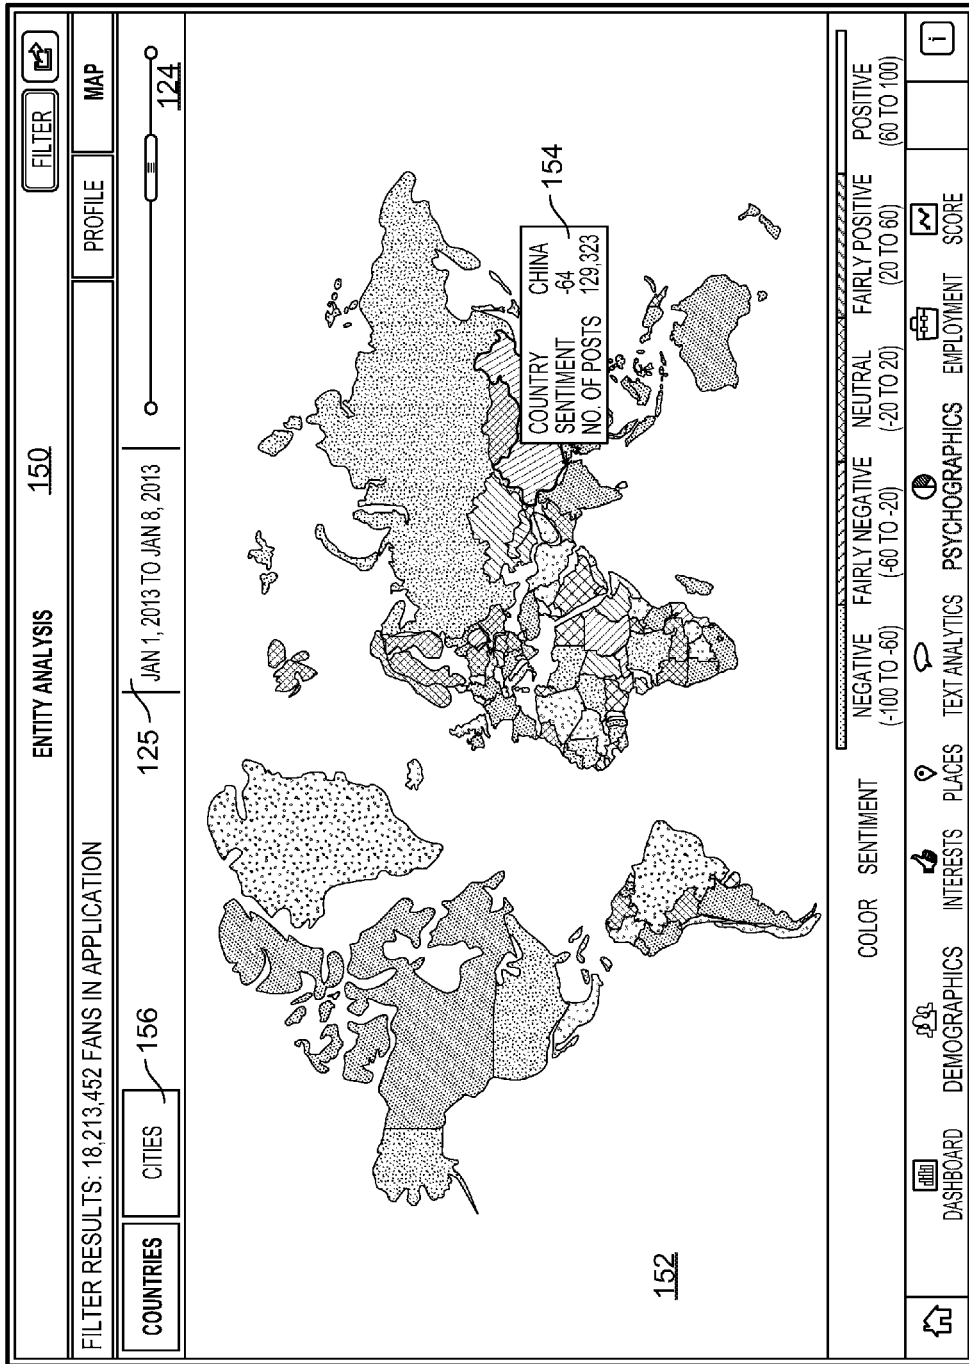 ENTITY ANALYSIS
150
FILTER
FILTER RESULTS: 18,213,452 FANS IN APPLICATION
PROFILE
MAP
COUNTRIES
CITIES
156
125
JAN 1, 2013 TO JAN 8, 2013
124
COUNTRY CHINA
SENTIMENT -64
NO. OF POSTS 129,323
154
152
COLOR SENTIMENT
NEGATIVE FAIRLY NEGATIVE NEUTRAL FAIRLY POSITIVE POSITIVE
(-100 TO -60) (-60 TO -20) (-20 TO 20) (20 TO 60) (60 TO 100)
DASHBOARD DEMOGRAPHICS INTERESTS PLACES TEXT ANALYTICS PSYCHOGRAPHICS EMPLOYMENT SCORE
i